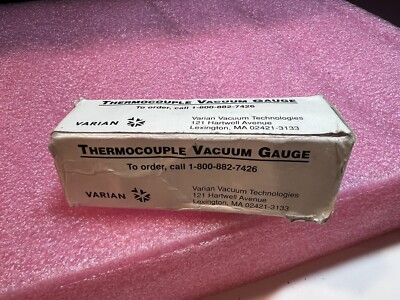 THERMOCOUPLE VACUUM GAUGE
To order, call 1-800-882-7426
VARIAN
Varian Vacuum Technologies
121 Hartwell Avenue
Lexington, MA 02421-3133
THERMOCOUPLE VACUUM GAUGE
To order, call 1-800-882-7426
VARIAN
Varian Vacuum Technologies
121 Hartwell Avenue
Lexington, MA 02421-3133